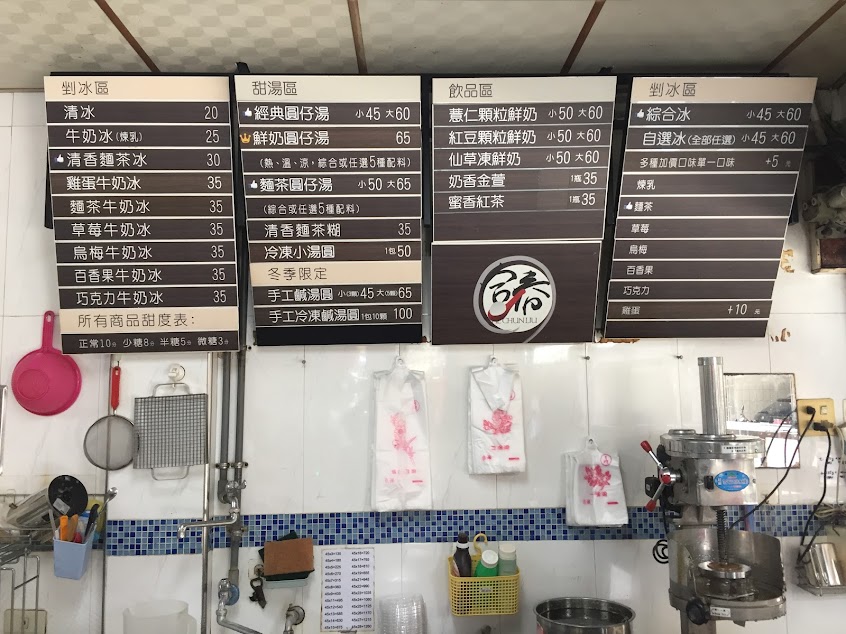 剉冰區
清冰 20
牛奶冰(煉乳) 25
清香麵茶冰 30
雞蛋牛奶冰 35
麵茶牛奶冰 35
草莓牛奶冰 35
烏梅牛奶冰 35
百香果牛奶冰 35
巧克力牛奶冰 35
所有商品甜度表:
正常10分 少糖8分 半糖5分 微糖3分
甜湯區
經典圓仔湯 小45 大60
鮮奶圓仔湯 65
(熱、溫、涼,綜合或任選5種配料)
麵茶圓仔湯 小50 大65
(綜合或任選5種配料)
清香麵茶糊 35
冷凍小湯圓 1包50
冬季限定
手工鹹湯圓 小(3顆)45 大(5顆)65
手工冷凍鹹湯圓 1包10顆 100
飲品區
薏仁顆粒鮮奶 小50 大60
紅豆顆粒鮮奶 小50 大60
仙草凍鮮奶 小50 大60
奶香金萱 1瓶35
蜜香紅茶 1瓶35
剉冰區
綜合冰 小45 大60
自選冰(全部任選) 小45 大60
多種加價口味單一口味 +5元
煉乳
麵茶
草莓
烏梅
百香果
巧克力
雞蛋 +10元